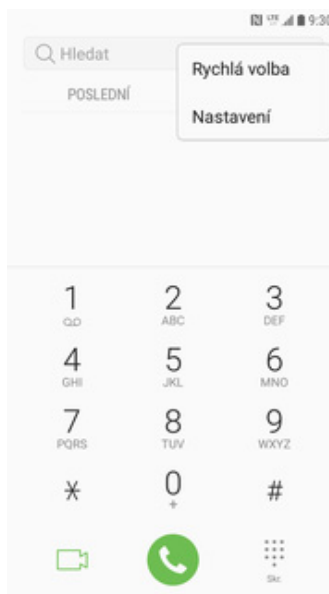 9:30
Hledat
Rychlá volba
POSLEDNÍ
Nastavení
1 2 3
ABC DEF
4 5 6
GHI JKL MNO
7 8 9
PQRS TUV WXYZ
* 0 #
+
Skr.